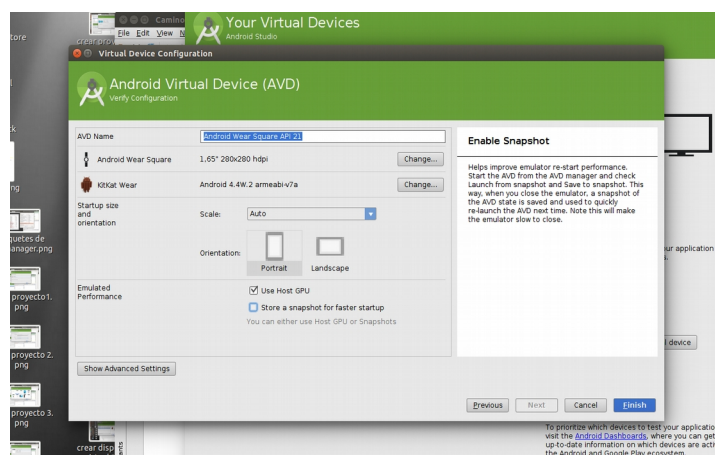 Camino
Your Virtual Devices
Android Studio
tore
crear proy
File Edit View
Virtual Device Configuration
Android Virtual Device (AVD)
Verify Configuration
AVD Name
Android Wear Square API 21
Android Wear Square
1,65" 280x280 hdpi
Change...
KitKat Wear
Android 4.4W.2 armeabi-v7a
Change...
Startup size
and
orientation
Scale:
Auto
Orientation:
Portrait
Landscape
Emulated
Performance
Use Host GPU
Store a snapshot for faster startup
You can either use Host GPU or Snapshots
Show Advanced Settings
Enable Snapshot
Helps improve emulator re-start performance.
Start the AVD from the AVD manager and check
Launch from snapshot and Save to snapshot. This
way, when you close the emulator, a snapshot of
the AVD state is saved and used to quickly
re-launch the AVD next time. Note this will make
the emulator slow to close.
Previous
Next
Cancel
Finish
ng
quetes de
anager.png
proyecto1.
png
proyecto 2.
png
proyecto 3.
png
crear disp
ur application
s.
l device
To prioritize which devices to test your applicatio
visit the Android Dashboards, where you can get
up-to-date information on which devices are acti
the Android and Google Play ecosystem.